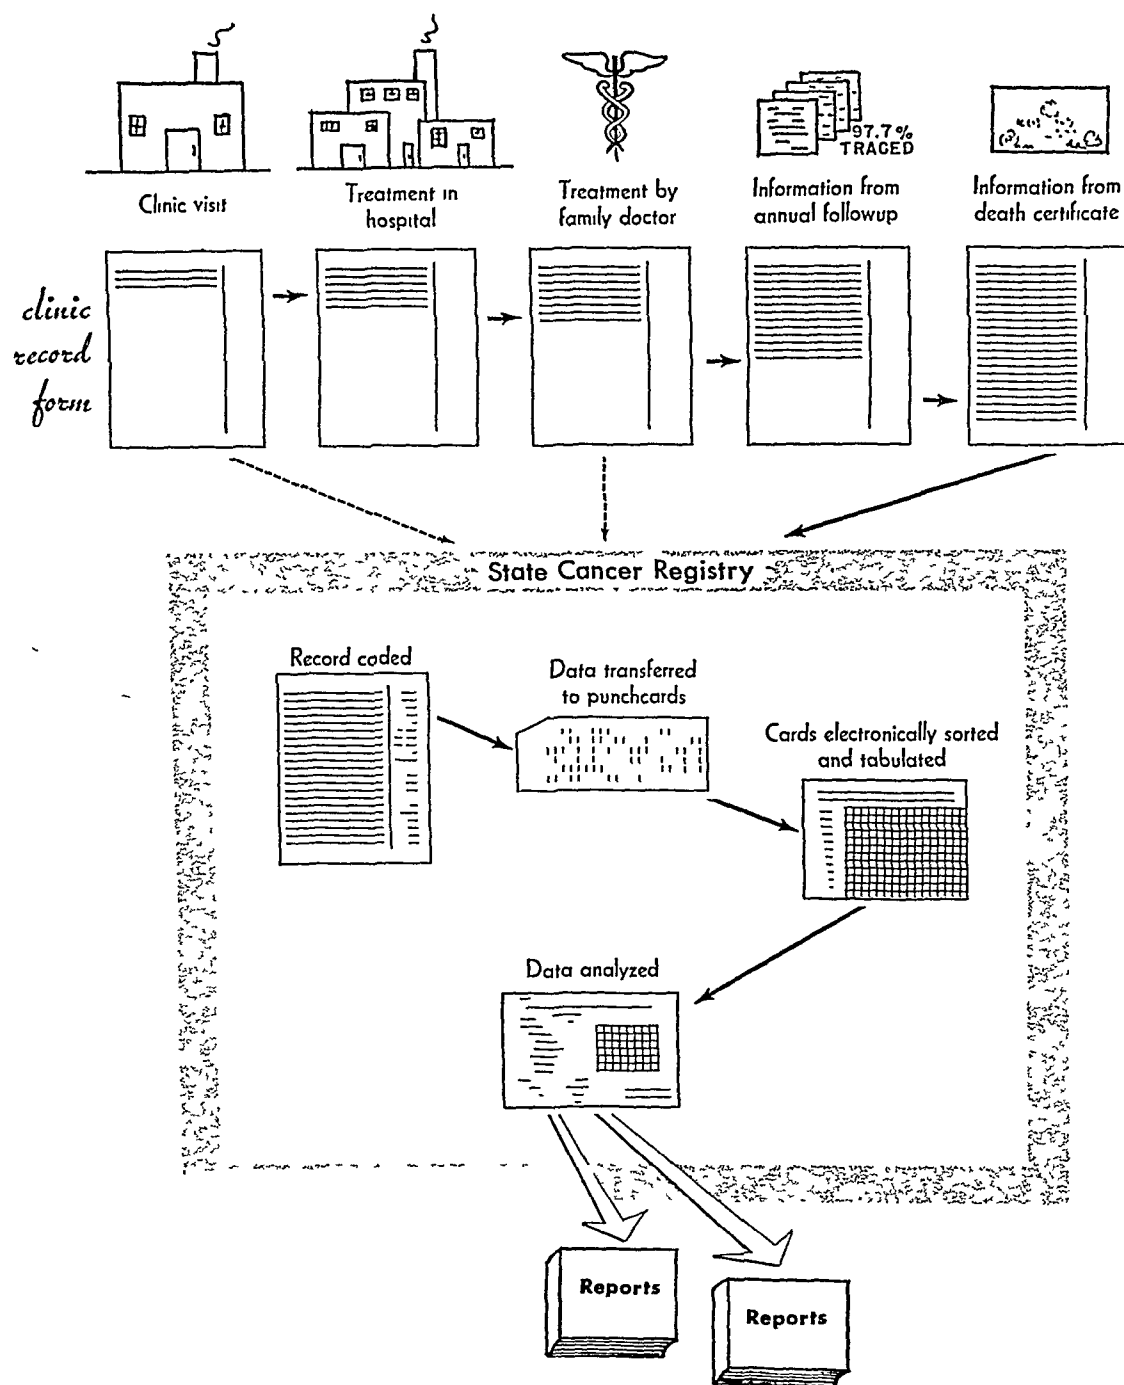 97.7%
TRACED
Clinic visit
Treatment in
hospital
Treatment by
family doctor
Information from
annual followup
Information from
death certificate
clinic
record
form
State Cancer Registry
Record coded
Data transferred
to punchcards
Cards electronically sorted
and tabulated
Data analyzed
Reports
Reports